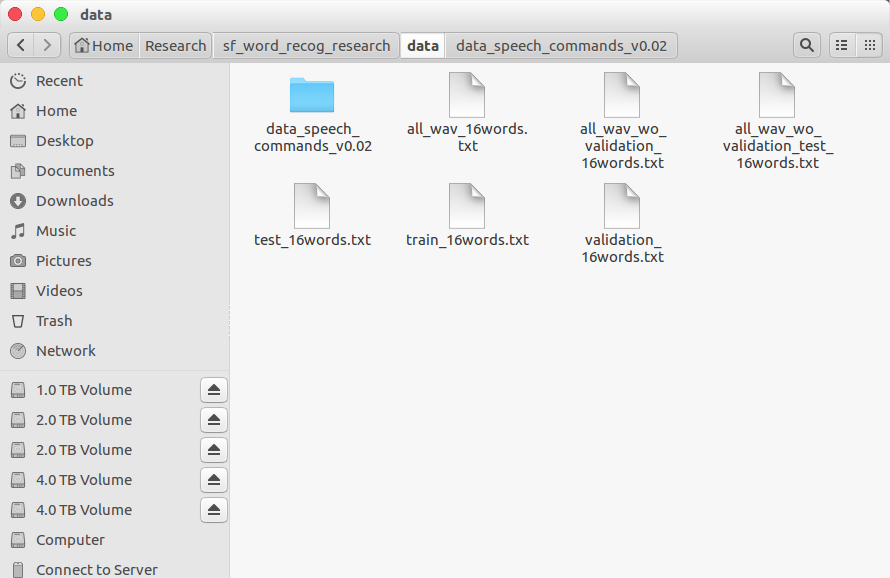 data
Home
Research
sf_word_recog_research
data
data_speech_commands_v0.02
Recent
Home
Desktop
Documents
Downloads
Music
Pictures
Videos
Trash
Network
1.0 TB Volume
2.0 TB Volume
2.0 TB Volume
4.0 TB Volume
4.0 TB Volume
Computer
Connect to Server
data_speech_
commands_v0.02
all_wav_16words.
txt
all_wav_wo_
validation_
16words.txt
all_wav_wo_
validation_test_
16words.txt
test_16words.txt
train_16words.txt
validation_
16words.txt